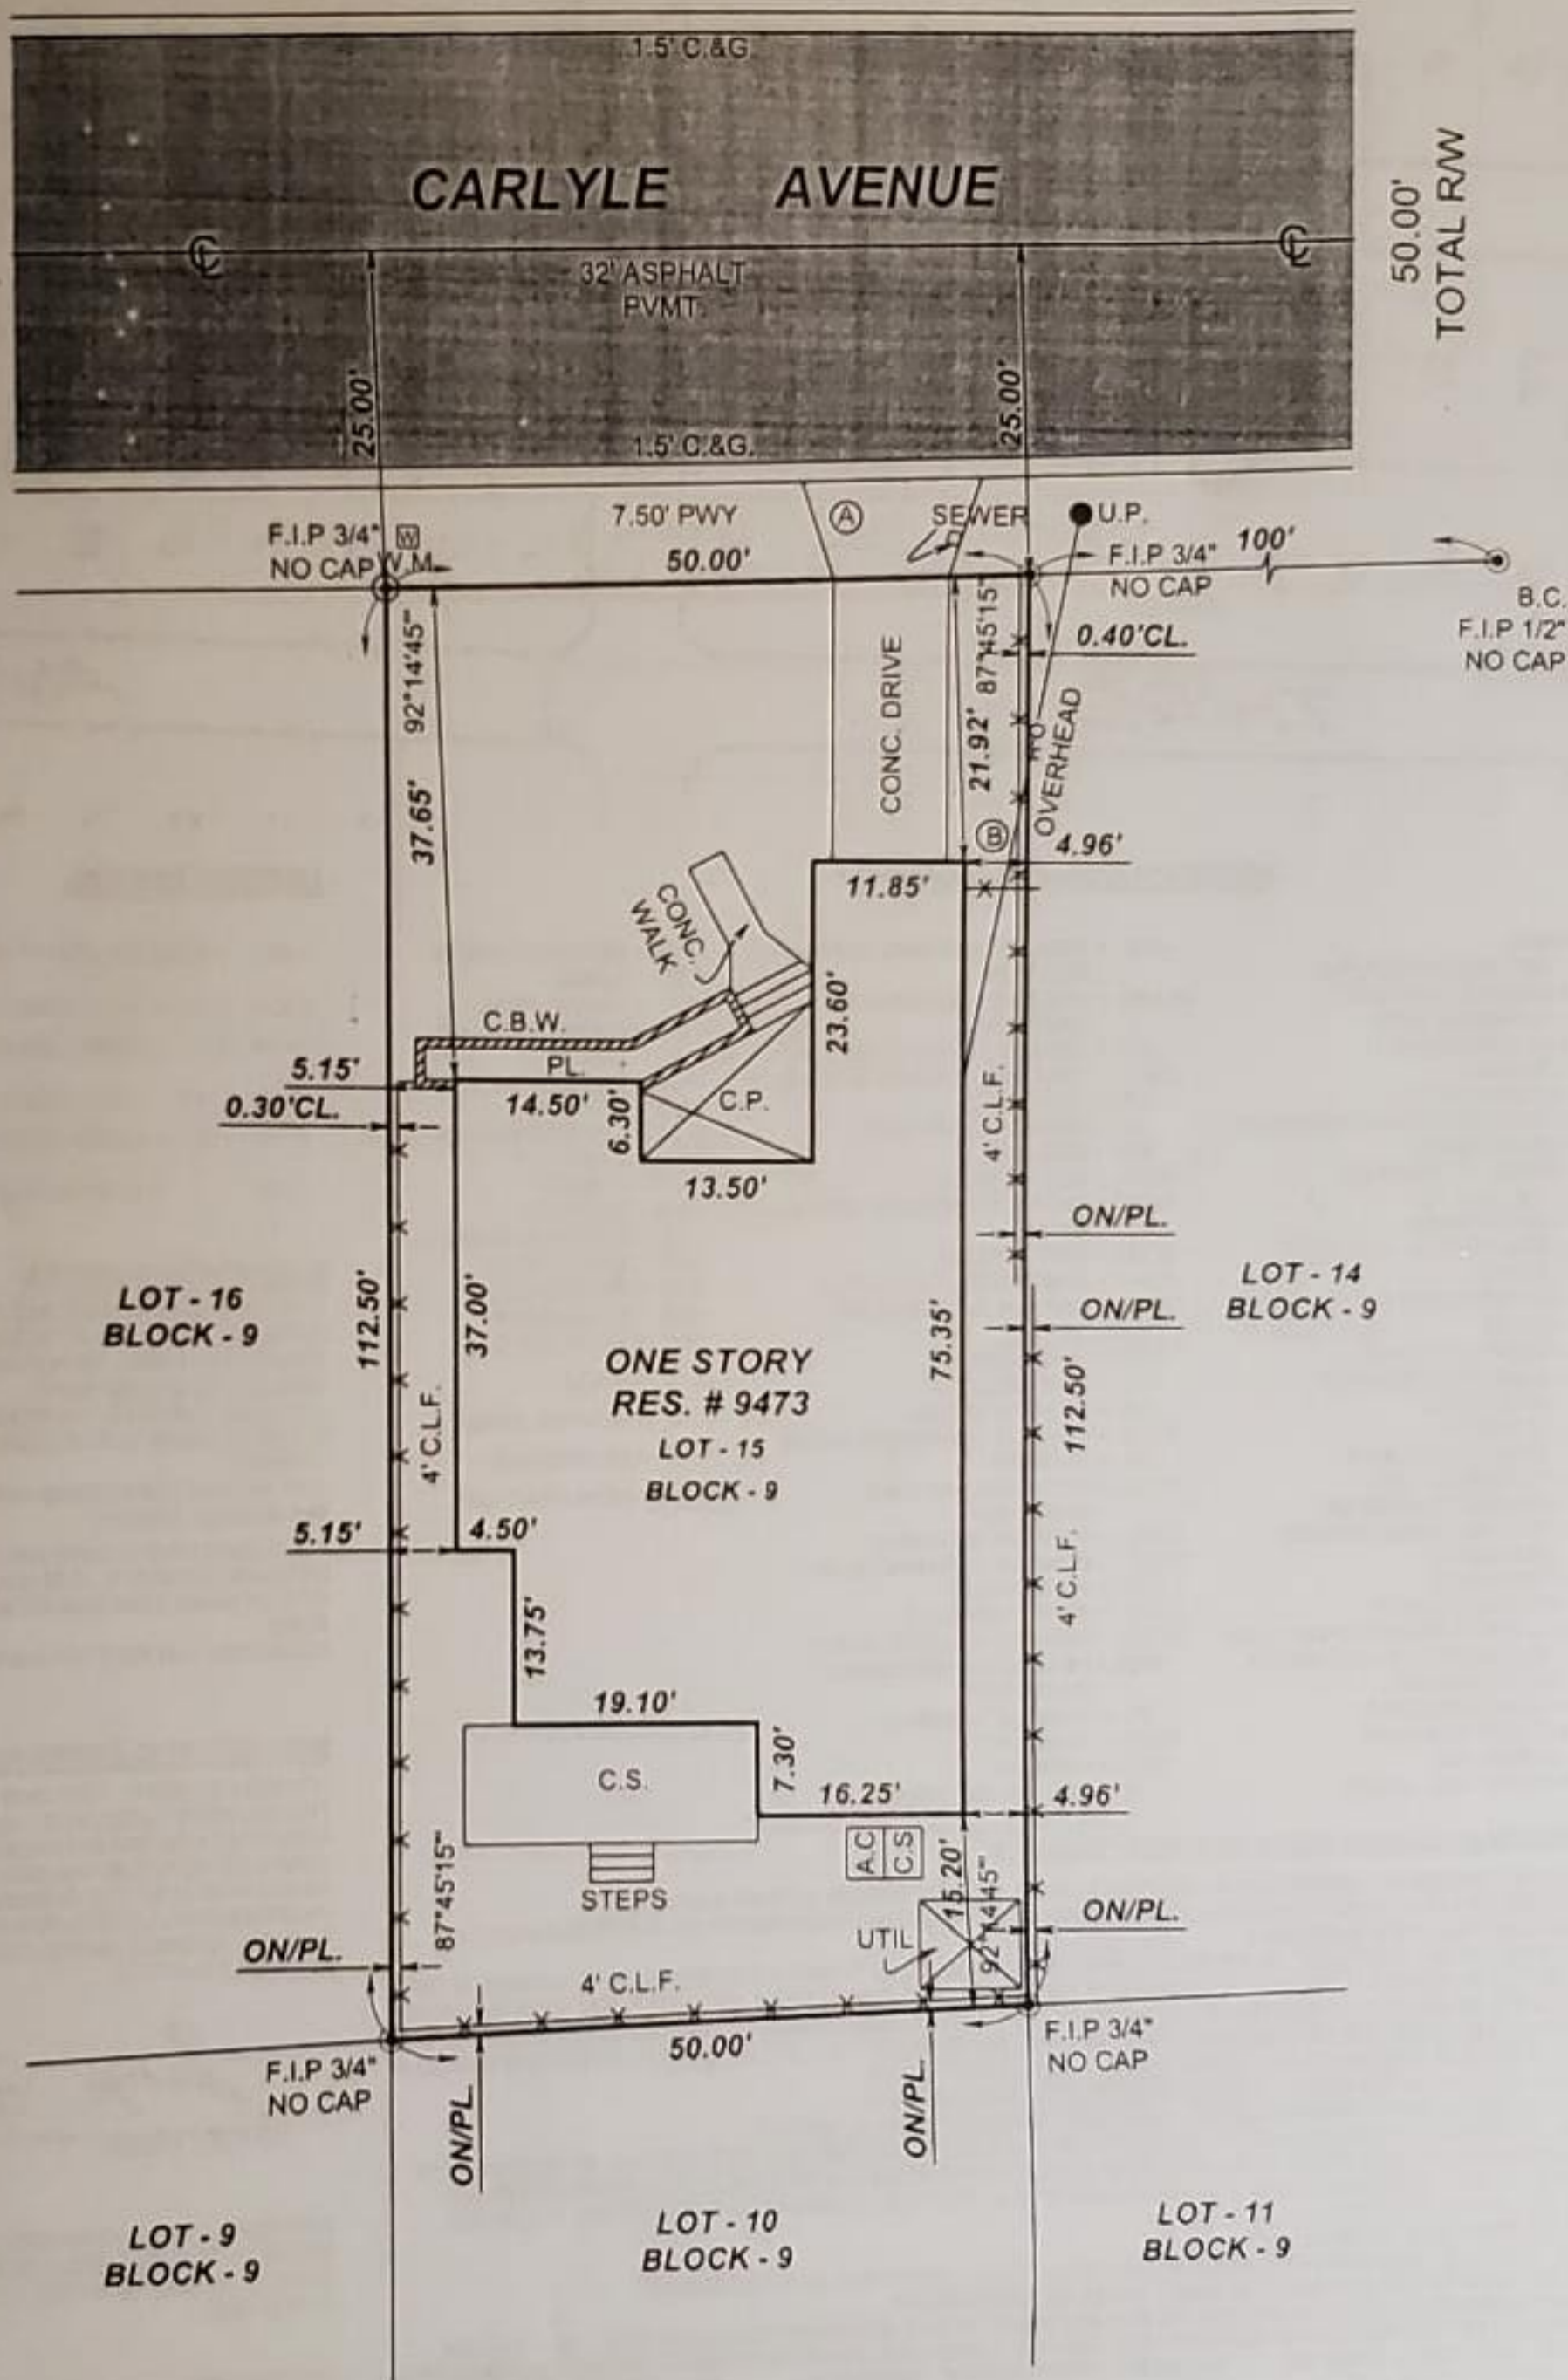 1.5' C.&G.
CARLYLE AVENUE
50.00'
TOTAL R/W
32' ASPHALT
PVMT.
25.00'
25.00'
1.5' C.&G.
7.50' PWY
A
SEWER
U.P.
F.I.P 3/4" W
NO CAP W.M.
50.00'
F.I.P 3/4"
NO CAP
100'
B.C.
F.I.P 1/2"
NO CAP
92°14'45"
87°45'15"
0.40'CL.
37.65'
CONC. DRIVE
21.92'
OVERHEAD
B
4.96'
11.85'
CONC.
WALK
23.60'
C.B.W.
PL.
5.15'
14.50'
6.30'
C.P.
0.30'CL.
4' C.L.F.
13.50'
ON/PL.
LOT - 16
BLOCK - 9
112.50'
37.00'
75.35'
ON/PL.
LOT - 14
BLOCK - 9
ONE STORY
RES. # 9473
LOT - 15
BLOCK - 9
112.50'
4' C.L.F.
5.15'
4.50'
4' C.L.F.
13.75'
19.10'
C.S.
7.30'
16.25'
4.96'
A.C
C.S
15.20'
STEPS
87°45'15"
92°14'45"
UTIL
ON/PL.
ON/PL.
4' C.L.F.
50.00'
F.I.P 3/4"
NO CAP
F.I.P 3/4"
NO CAP
ON/PL.
ON/PL.
LOT - 9
BLOCK - 9
LOT - 10
BLOCK - 9
LOT - 11
BLOCK - 9